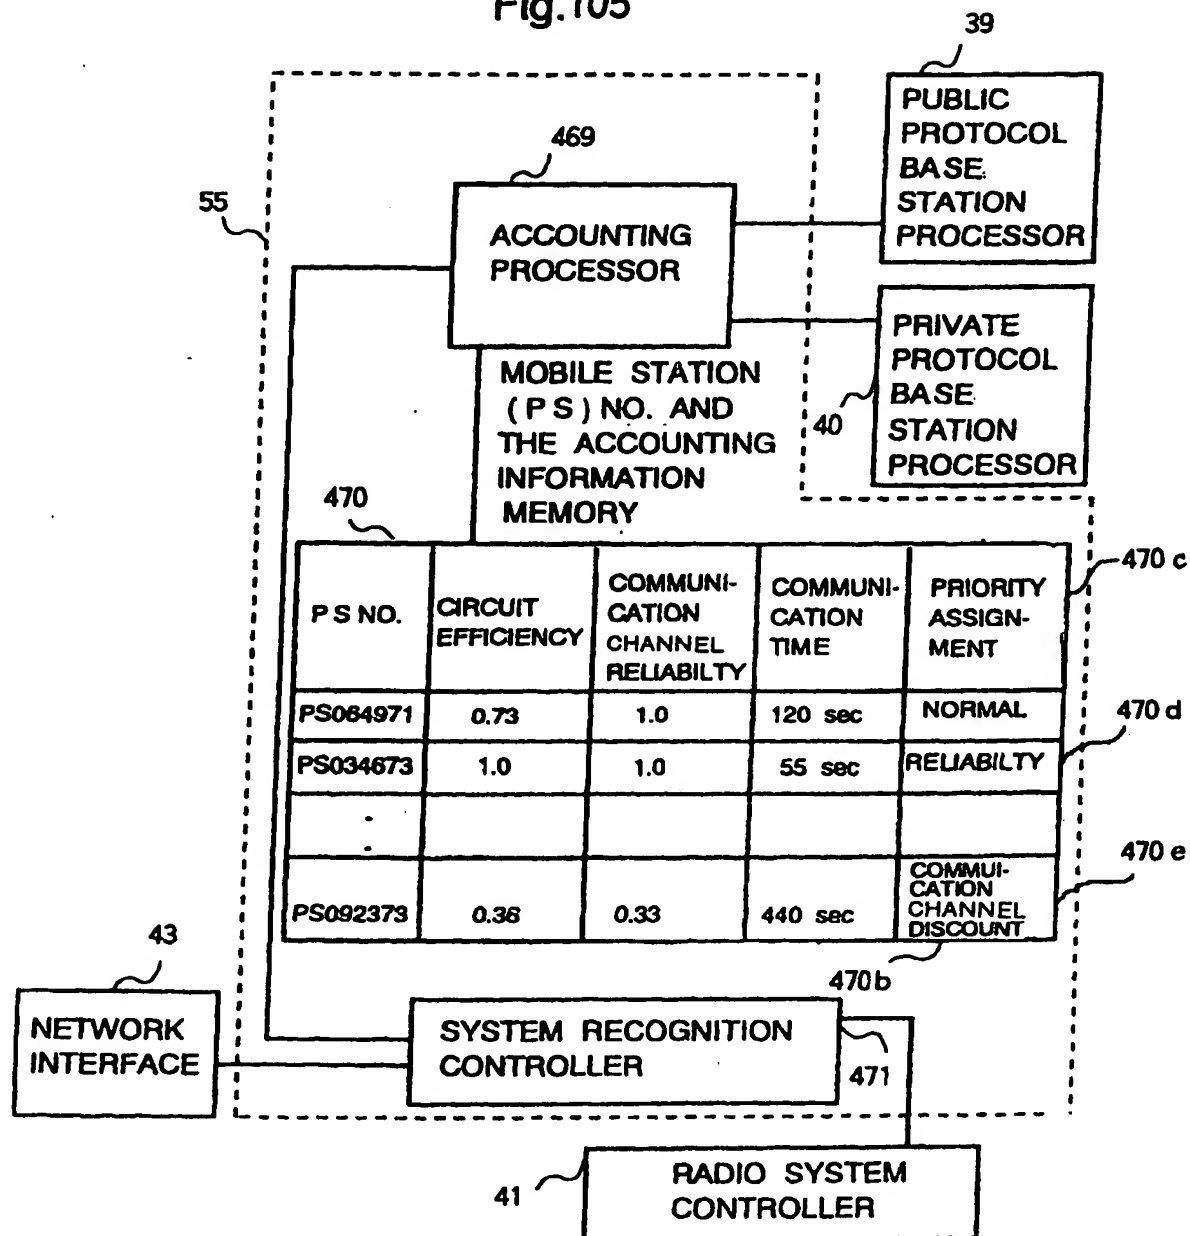 Fig.105
39
PUBLIC
PROTOCOL
BASE
STATION
PROCESSOR
469
55
ACCOUNTING
PROCESSOR
PRIVATE
PROTOCOL
BASE
STATION
PROCESSOR
40
MOBILE STATION
(PS) NO. AND
THE ACCOUNTING
INFORMATION
MEMORY
470
470 c
PS NO.
CIRCUIT
EFFICIENCY
COMMUNI-
CATION
CHANNEL
RELIABILTY
COMMUNI-
CATION
TIME
PRIORITY
ASSIGN-
MENT
PS064971 0.73 1.0 120 sec NORMAL
470 d
PS034673 1.0 1.0 55 sec RELIABILTY
470 e
PS092373 0.36 0.33 440 sec
COMMUI-
CATION
CHANNEL
DISCOUNT
470b
43
NETWORK
INTERFACE
SYSTEM RECOGNITION
CONTROLLER
471
41
RADIO SYSTEM
CONTROLLER